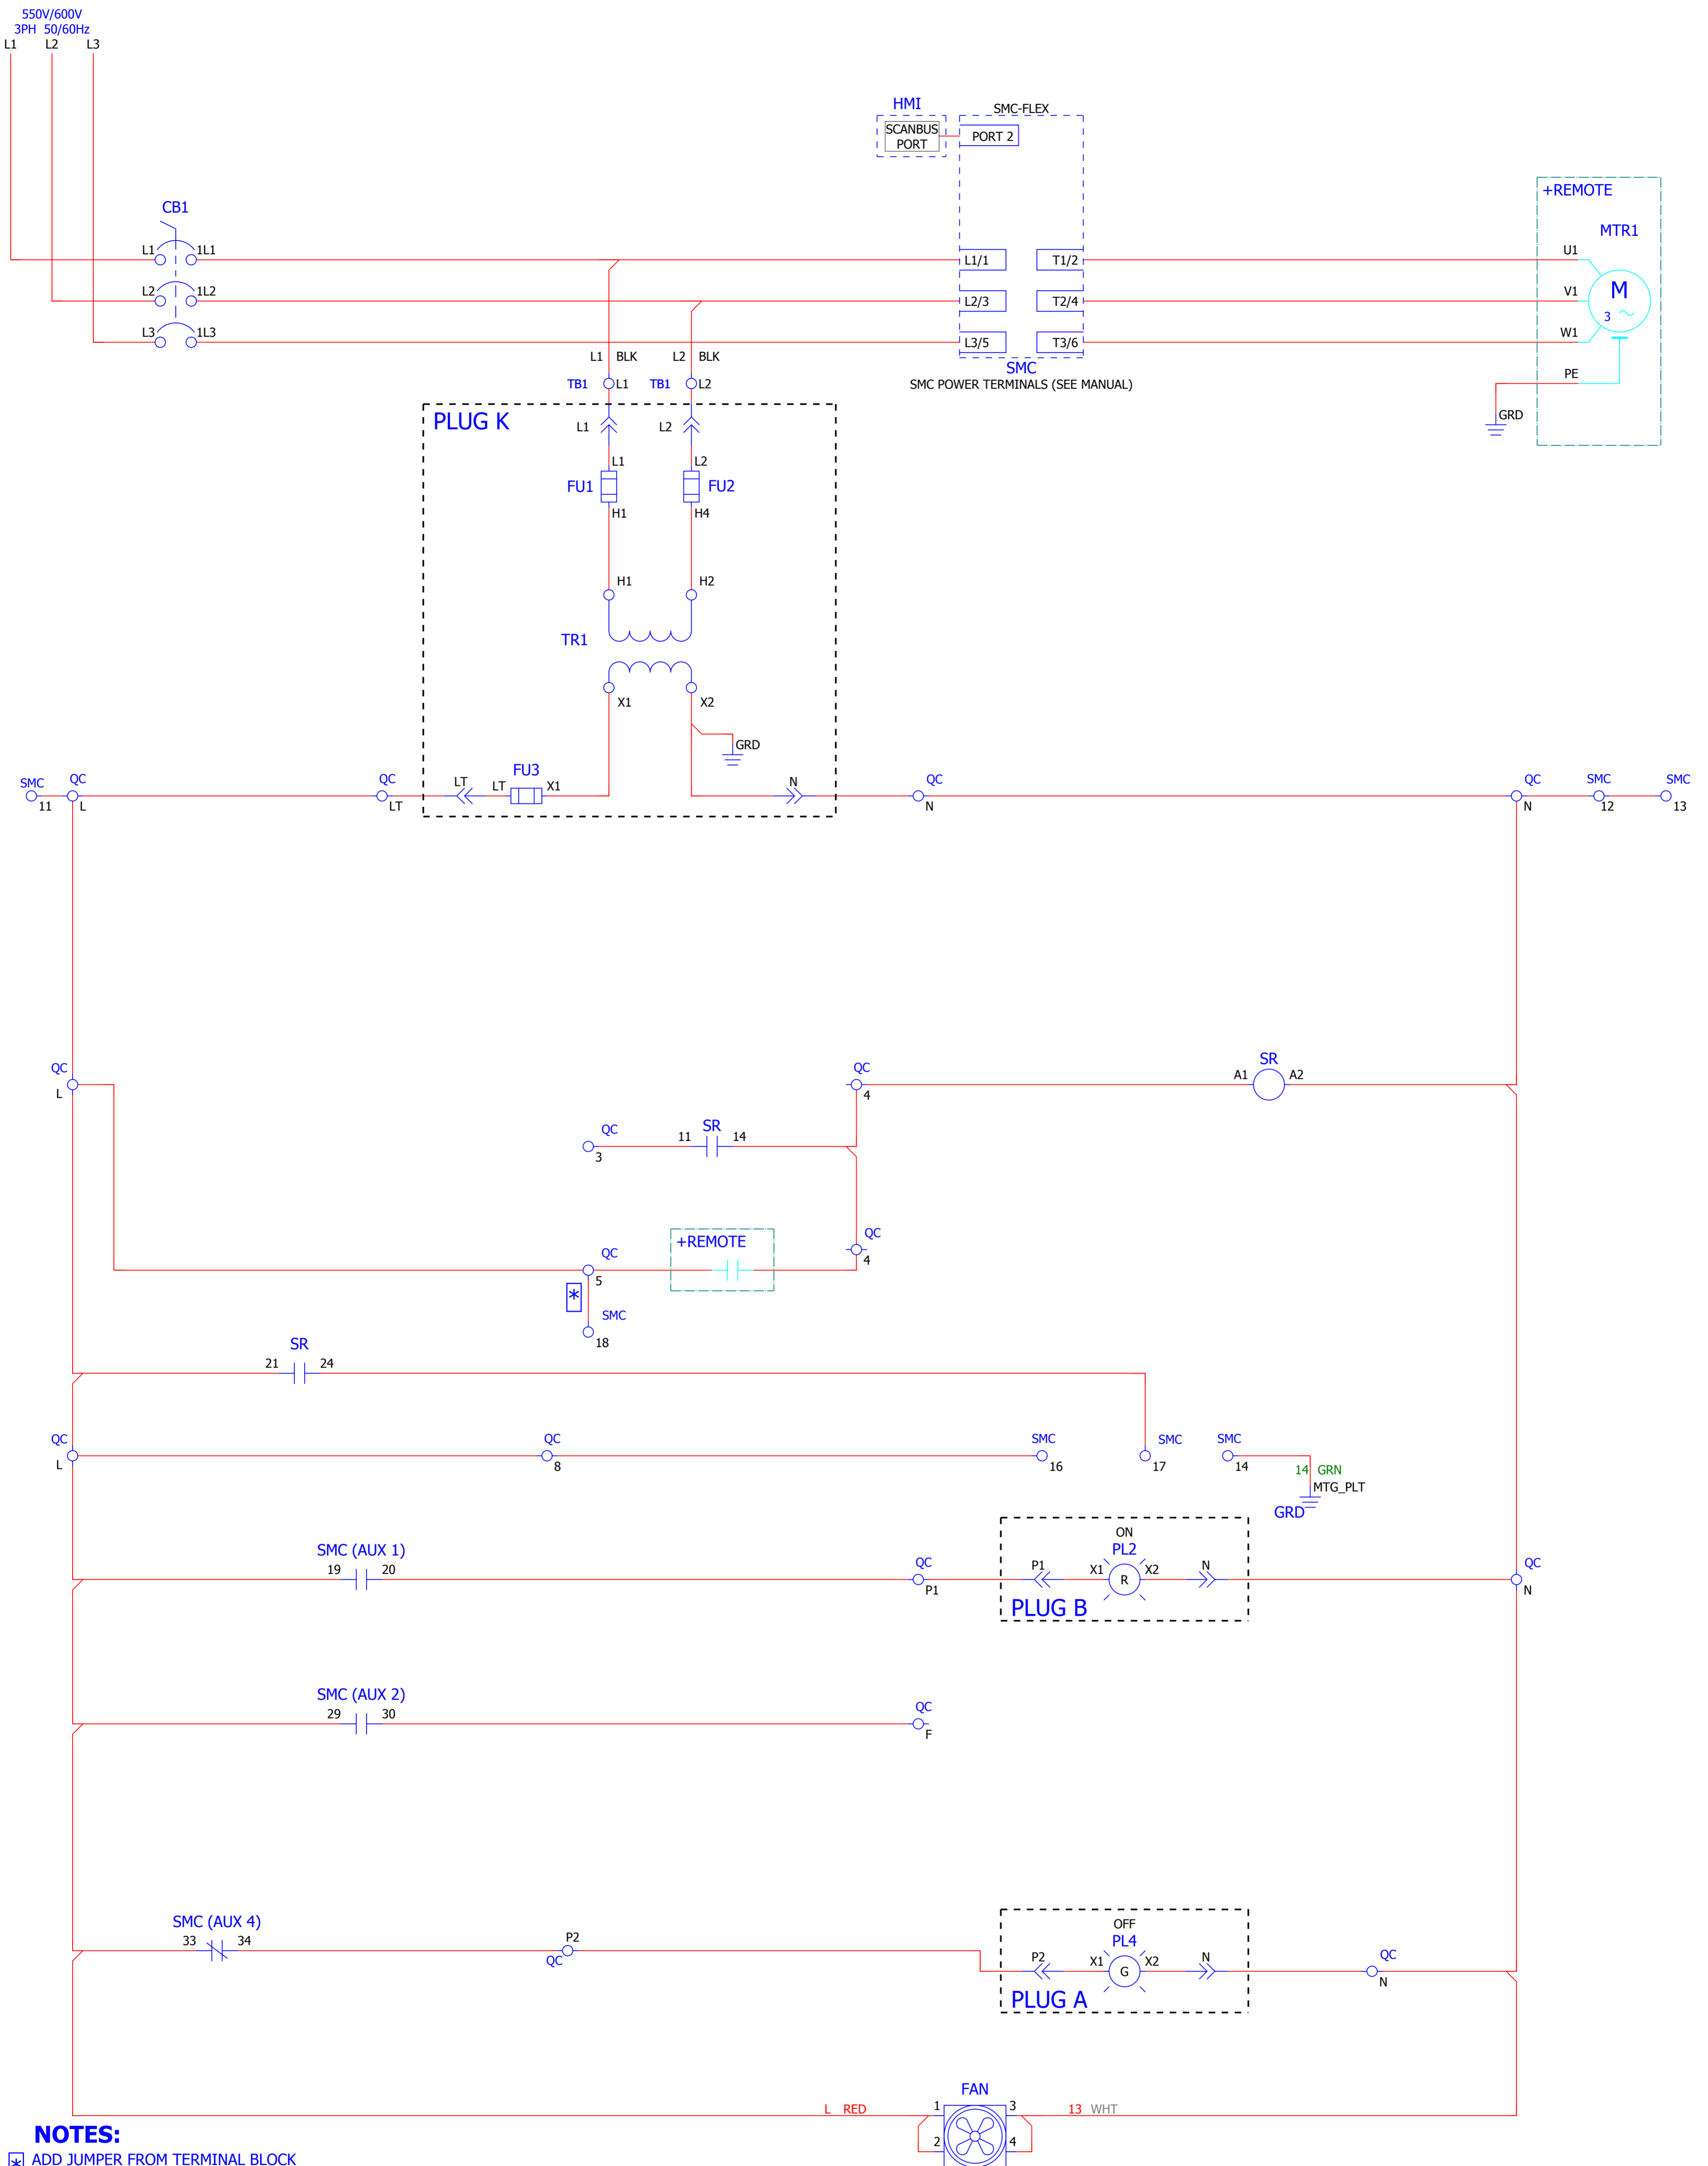 550V/600V
3PH 50/60Hz
L1 L2 L3
HMI
SMC-FLEX
SCANBUS
PORT
PORT 2
+REMOTE
CB1
MTR1
L1 1L1
L1/1 T1/2
U1
L2 1L2
L2/3 T2/4
V1
M
3
L3 1L3
L3/5 T3/6
W1
L1 BLK L2 BLK
SMC
SMC POWER TERMINALS (SEE MANUAL)
PE
TB1 L1 TB1 L2
GRD
PLUG K
L1 L2
L1 L2
FU1 FU2
H1 H4
H1 H2
TR1
X1 X2
GRD
SMC QC QC
LT LT FU3 X1 N
QC QC SMC SMC
11 L LT N N 12 13
QC
L
QC
4
SR
A1 A2
QC
3
11 SR 14
QC
4
+REMOTE
QC
5
*
SMC
18
SR
21 24
QC
L
QC
8
SMC
16
SMC
17
SMC
14
14 GRN
MTG_PLT
GRD
SMC (AUX 1)
19 20
QC
P1
ON
PL2
P1 X1 R X2 N
PLUG B
QC
N
SMC (AUX 2)
29 30
QC
F
SMC (AUX 4)
33 34
P2
QC
OFF
PL4
P2 X1 G X2 N
PLUG A
QC
N
FAN
L RED 1 3 13 WHT
2 4
NOTES:
* ADD JUMPER FROM TERMINAL BLOCK